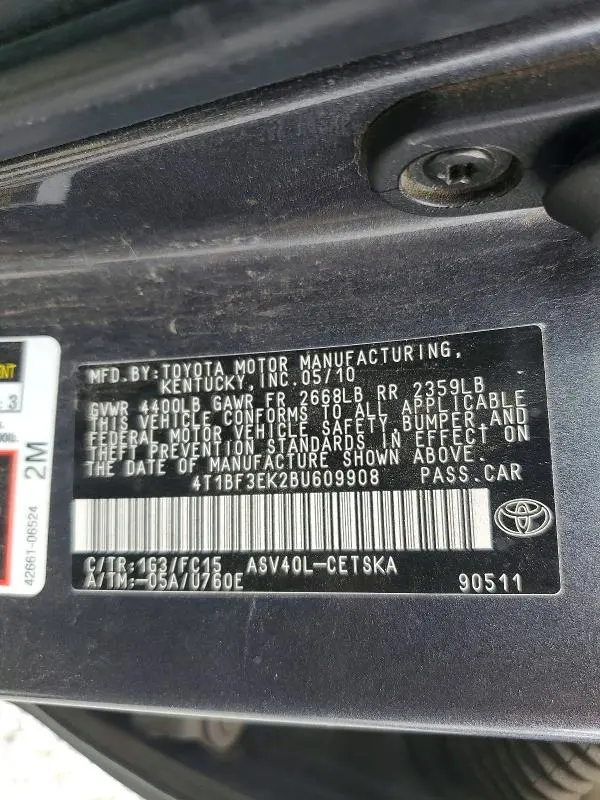 MFD.BY:TOYOTA MOTOR MANUFACTURING,
KENTUCKY, INC.05/10
GVWR 4400LB GAWR FR 2668LB RR 2359LB
THIS VEHICLE CONFORMS TO ALL APPLICABLE
FEDERAL MOTOR VEHICLE SAFETY, BUMPER,AND
THEFT PREVENTION STANDARDS IN EFFECT ON
THE DATE OF MANUFACTURE SHOWN ABOVE.
4T1BF3EK2BU609908 PASS.CAR
C/TR:1G3/FC15 ASV40L-CETSKA
A/TM:-05A/U760E 90511
3
2M
42661-06524